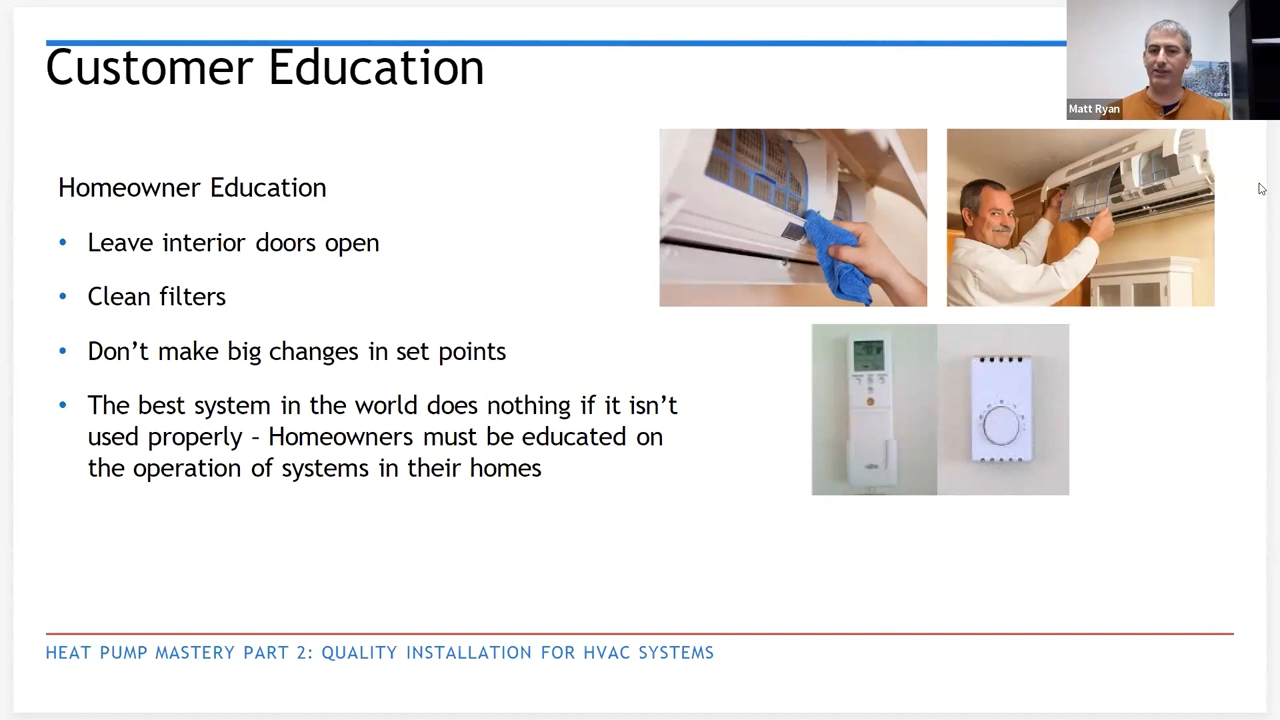 Customer Education
Matt Ryan
Homeowner Education
• Leave interior doors open
• Clean filters
• Don’t make big changes in set points
• The best system in the world does nothing if it isn’t
used properly – Homeowners must be educated on
the operation of systems in their homes
HEAT PUMP MASTERY PART 2: QUALITY INSTALLATION FOR HVAC SYSTEMS